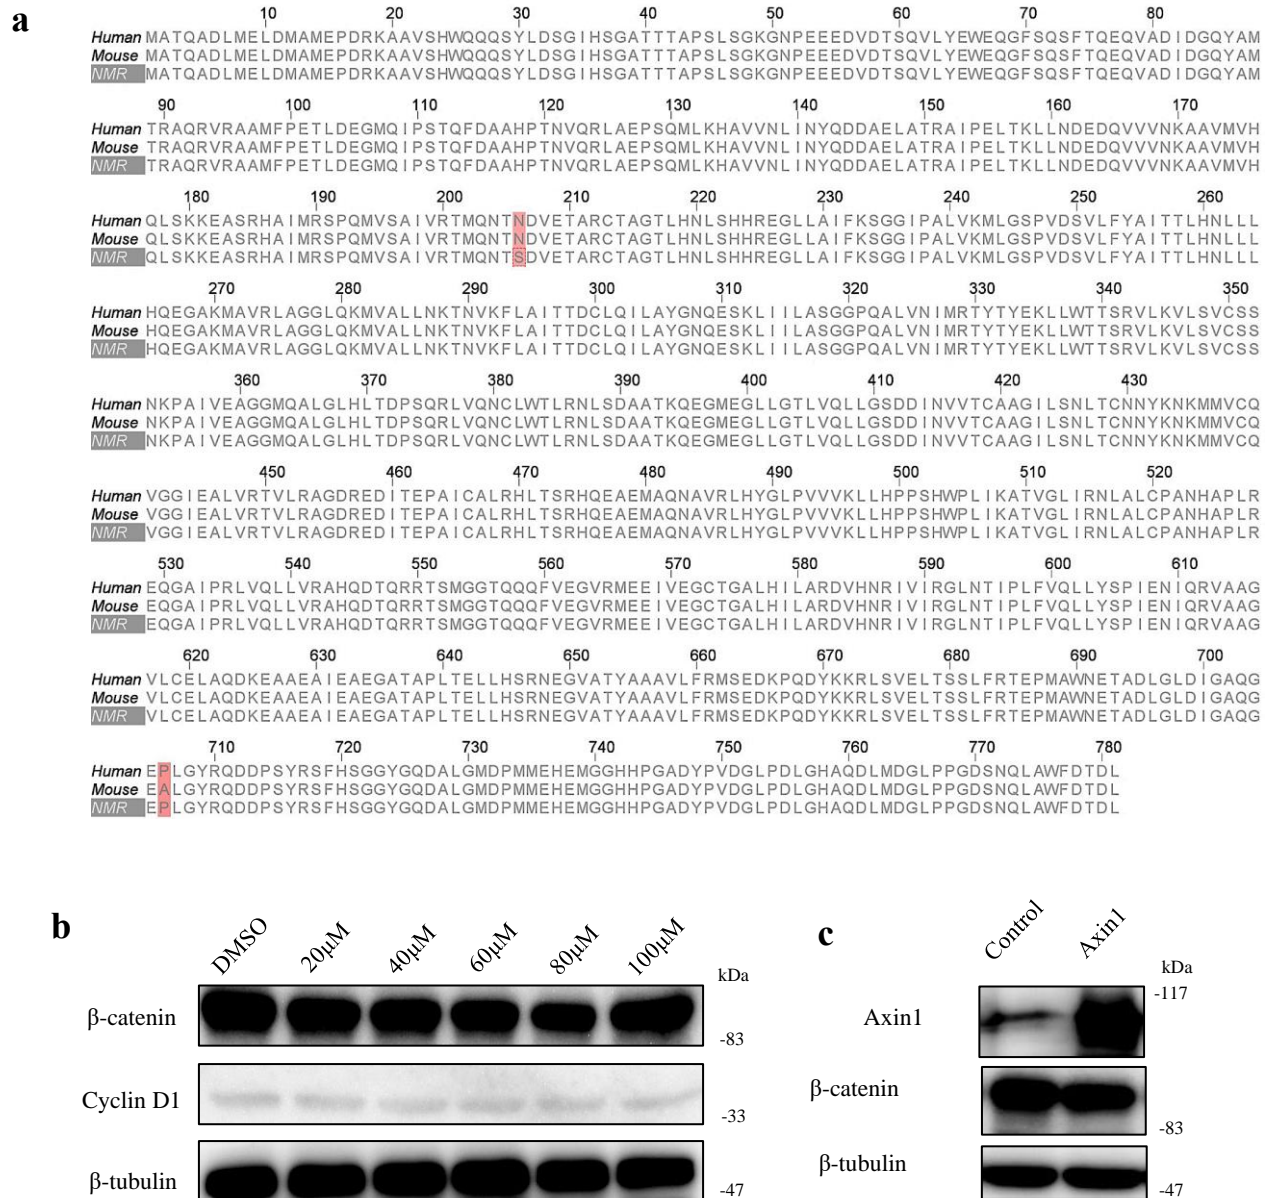 a
10 20 30 40 50 60 70 80
Human MATQADLMELDMAMEPDRKAAVSHWQQQSYLDSGIHSGATTTAPSLSGKGNPEEEDVDTSQVLYEWEQGFSQSFTQEQVADIDGQYAM
Mouse MATQADLMELDMAMEPDRKAAVSHWQQQSYLDSGIHSGATTTAPSLSGKGNPEEEDVDTSQVLYEWEQGFSQSFTQEQVADIDGQYAM
NMR MATQADLMELDMAMEPDRKAAVSHWQQQSYLDSGIHSGATTTAPSLSGKGNPEEEDVDTSQVLYEWEQGFSQSFTQEQVADIDGQYAM
90 100 110 120 130 140 150 160 170
Human TRAQRVRAAMFPETLDEGMQIPSTQFDAAHPTNVQRLAEPSQMLKHAVVNLINYQDDAELATRAIPELTKLLNDEDQVVVNKAAVMVH
Mouse TRAQRVRAAMFPETLDEGMQIPSTQFDAAHPTNVQRLAEPSQMLKHAVVNLINYQDDAELATRAIPELTKLLNDEDQVVVNKAAVMVH
NMR TRAQRVRAAMFPETLDEGMQIPSTQFDAAHPTNVQRLAEPSQMLKHAVVNLINYQDDAELATRAIPELTKLLNDEDQVVVNKAAVMVH
180 190 200 210 220 230 240 250 260
Human QLSKKEASRHAIMRSPQMVSAIVRTMQNTNDVETARCTAGTLHNLSHHREGLLAIFKSGGIPALVKMLGSPVDSVLFYAITTLHNLLL
Mouse QLSKKEASRHAIMRSPQMVSAIVRTMQNTNDVETARCTAGTLHNLSHHREGLLAIFKSGGIPALVKMLGSPVDSVLFYAITTLHNLLL
NMR QLSKKEASRHAIMRSPQMVSAIVRTMQNTSDVETARCTAGTLHNLSHHREGLLAIFKSGGIPALVKMLGSPVDSVLFYAITTLHNLLL
270 280 290 300 310 320 330 340 350
Human HQEGAKMAVRLAGGLQKMVALLNKTNVKFLAITTDCLQILAYGNQESKLIILASGGPQALVNIMRTYTYEKLLWTTSRVLKVLSVCSS
Mouse HQEGAKMAVRLAGGLQKMVALLNKTNVKFLAITTDCLQILAYGNQESKLIILASGGPQALVNIMRTYTYEKLLWTTSRVLKVLSVCSS
NMR HQEGAKMAVRLAGGLQKMVALLNKTNVKFLAITTDCLQILAYGNQESKLIILASGGPQALVNIMRTYTYEKLLWTTSRVLKVLSVCSS
360 370 380 390 400 410 420 430
Human NKPAIVEAGGMQALGLHLTDPSQRLVQNCLWTLRNLSDAATKQEGMEGLLGTLVQLLGSDDINVVTCAAGILSNLTCNNYKNKMMVCQ
Mouse NKPAIVEAGGMQALGLHLTDPSQRLVQNCLWTLRNLSDAATKQEGMEGLLGTLVQLLGSDDINVVTCAAGILSNLTCNNYKNKMMVCQ
NMR NKPAIVEAGGMQALGLHLTDPSQRLVQNCLWTLRNLSDAATKQEGMEGLLGTLVQLLGSDDINVVTCAAGILSNLTCNNYKNKMMVCQ
450 460 470 480 490 500 510 520
Human VGGIEALVRTVLRAGDREDITEPAICALRHLTSRHQEAEMAQNAVRLHYGLPVVVKLLHPPSHWPLIKATVGLIRNLALCPANHAPLR
Mouse VGGIEALVRTVLRAGDREDITEPAICALRHLTSRHQEAEMAQNAVRLHYGLPVVVKLLHPPSHWPLIKATVGLIRNLALCPANHAPLR
NMR VGGIEALVRTVLRAGDREDITEPAICALRHLTSRHQEAEMAQNAVRLHYGLPVVVKLLHPPSHWPLIKATVGLIRNLALCPANHAPLR
530 540 550 560 570 580 590 600 610
Human EQGAIPRLVQLLVRAHQDTQRRTSMGGTQQQFVEGVRMEEIVEGCTGALHILARDVHNRIVIRGLNTIPLFVQLLYSPIENIQRVAAG
Mouse EQGAIPRLVQLLVRAHQDTQRRTSMGGTQQQFVEGVRMEEIVEGCTGALHILARDVHNRIVIRGLNTIPLFVQLLYSPIENIQRVAAG
NMR EQGAIPRLVQLLVRAHQDTQRRTSMGGTQQQFVEGVRMEEIVEGCTGALHILARDVHNRIVIRGLNTIPLFVQLLYSPIENIQRVAAG
620 630 640 650 660 670 680 690 700
Human VLCELAQDKEAAEAIEAEGATAPLTELLHSRNEGVATYAAAVLFRMSEDKPQDYKKRLSVELTSSLFRTEPMAWNETADLGLDIGAQG
Mouse VLCELAQDKEAAEAIEAEGATAPLTELLHSRNEGVATYAAAVLFRMSEDKPQDYKKRLSVELTSSLFRTEPMAWNETADLGLDIGAQG
NMR VLCELAQDKEAAEAIEAEGATAPLTELLHSRNEGVATYAAAVLFRMSEDKPQDYKKRLSVELTSSLFRTEPMAWNETADLGLDIGAQG
710 720 730 740 750 760 770 780
Human EPLGYRQDDPSYRSFHSGGYGQDALGMDPMMEHEMGGHHPGADYPVDGLPDLGHAQDLMDGLPPGDSNQLAWFDTDL
Mouse EALGYRQDDPSYRSFHSGGYGQDALGMDPMMEHEMGGHHPGADYPVDGLPDLGHAQDLMDGLPPGDSNQLAWFDTDL
NMR EPLGYRQDDPSYRSFHSGGYGQDALGMDPMMEHEMGGHHPGADYPVDGLPDLGHAQDLMDGLPPGDSNQLAWFDTDL
b
DMSO 20μM 40μM 60μM 80μM 100μM
kDa
β-catenin
-83
Cyclin D1
-33
β-tubulin
-47
c
Control Axin1
kDa
-117
Axin1
β-catenin
-83
β-tubulin
-47